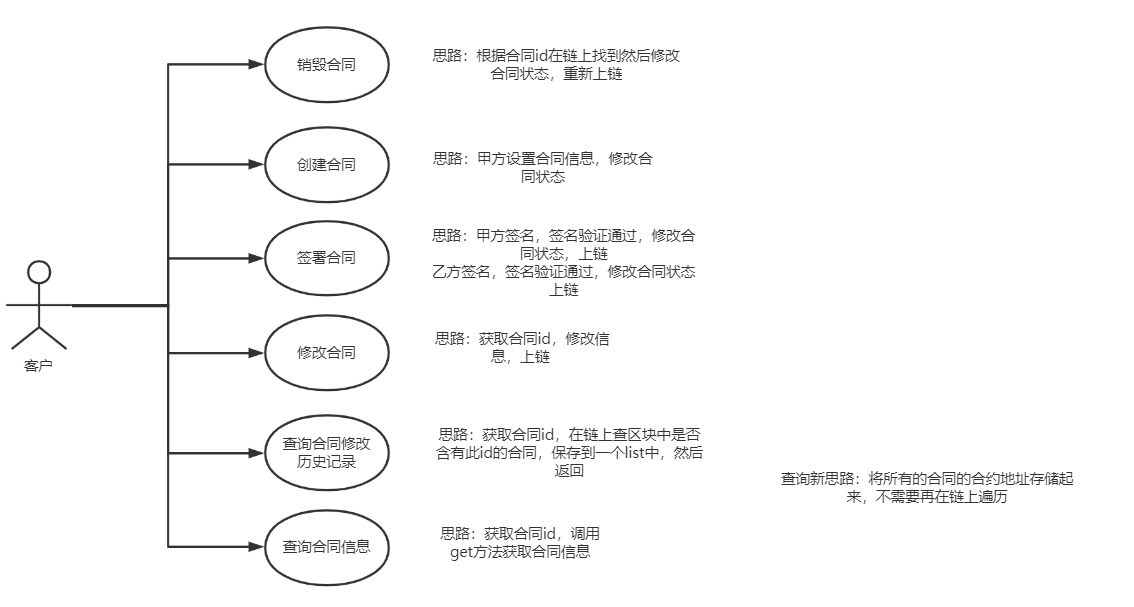 销毁合同
思路：根据合同id在链上找到然后修改
合同状态，重新上链
创建合同
思路：甲方设置合同信息，修改合
同状态
签署合同
思路：甲方签名，签名验证通过，修改合
同状态，上链
乙方签名，签名验证通过，修改合同状态
上链
客户
修改合同
思路：获取合同id，修改信
息，上链
查询合同修改
历史记录
思路：获取合同id，在链上查区块中是否
含有此id的合同，保存到一个list中，然后
返回
查询新思路：将所有的合同的合约地址存储起
来，不需要再在链上遍历
查询合同信息
思路：获取合同id，调用
get方法获取合同信息